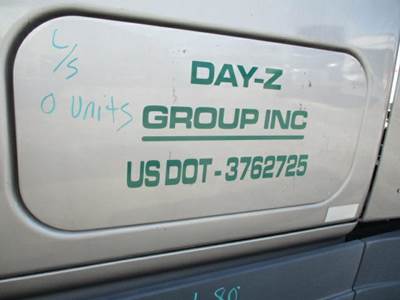 L/S
0 units
DAY-Z
GROUP INC
US DOT - 3762725